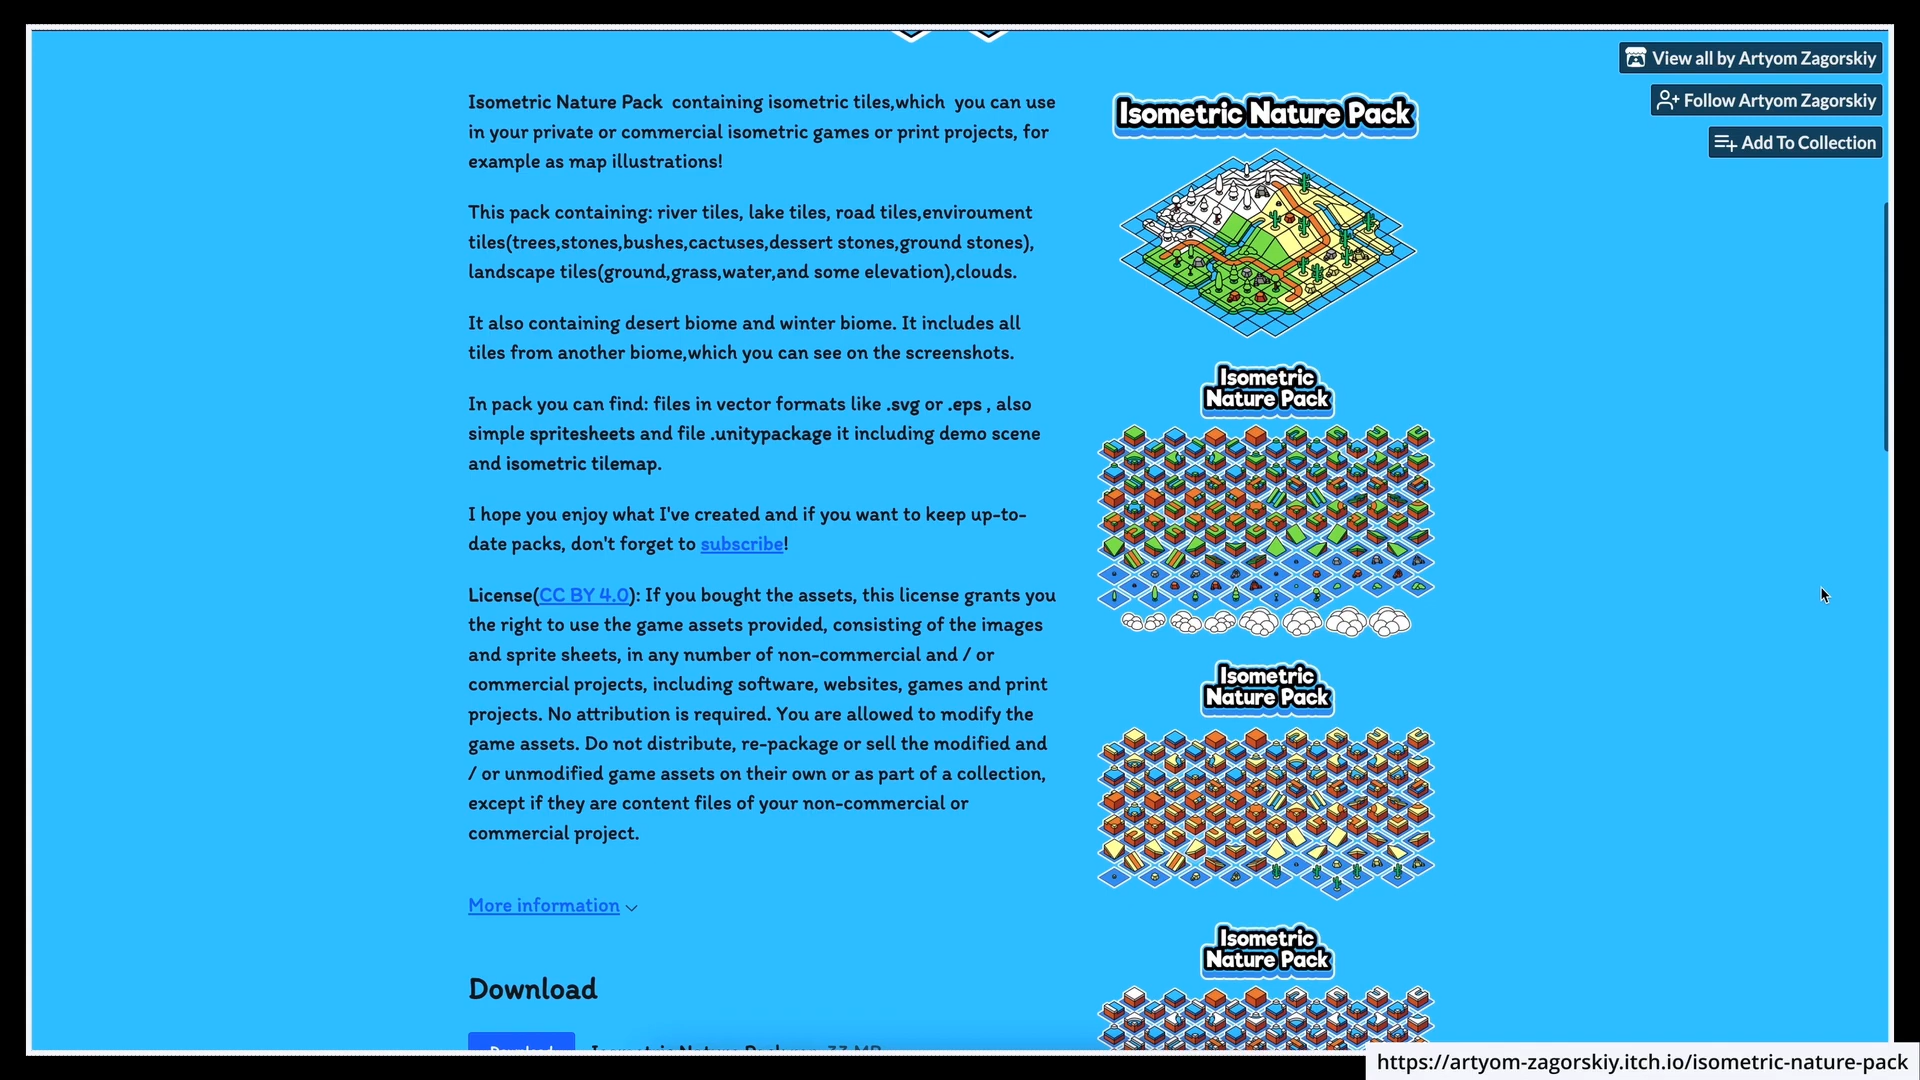 View all by Artyom Zagorskiy
Follow Artyom Zagorskiy
Add To Collection
Isometric Nature Pack containing isometric tiles,which you can use
in your private or commercial isometric games or print projects, for
example as map illustrations!
This pack containing: river tiles, lake tiles, road tiles,enviroument
tiles(trees,stones,bushes,cactuses,dessert stones,ground stones),
landscape tiles(ground,grass,water,and some elevation),clouds.
It also containing desert biome and winter biome. It includes all
tiles from another biome,which you can see on the screenshots.
In pack you can find: files in vector formats like .svg or .eps , also
simple spritesheets and file .unitypackage it including demo scene
and isometric tilemap.
I hope you enjoy what I've created and if you want to keep up-to-
date packs, don't forget to subscribe!
License(CC BY 4.0): If you bought the assets, this license grants you
the right to use the game assets provided, consisting of the images
and sprite sheets, in any number of non-commercial and / or
commercial projects, including software, websites, games and print
projects. No attribution is required. You are allowed to modify the
game assets. Do not distribute, re-package or sell the modified and
/ or unmodified game assets on their own or as part of a collection,
except if they are content files of your non-commercial or
commercial project.
More information
Download
Download
Isometric Nature Pack
33 MB
Isometric Nature Pack
Isometric
Nature Pack
Isometric
Nature Pack
Isometric
Nature Pack
https://artyom-zagorskiy.itch.io/isometric-nature-pack